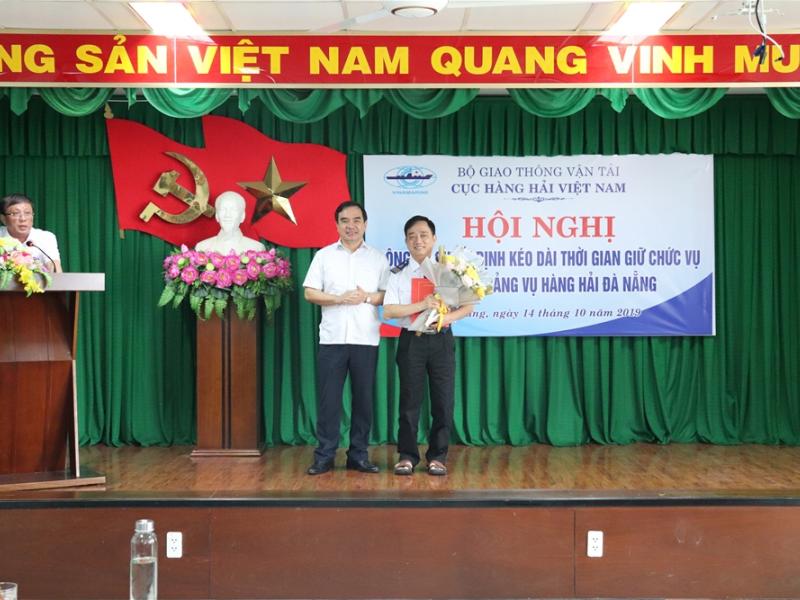 NG SẢN VIỆT NAM QUANG VINH MU
BỘ GIAO THÔNG VẬN TẢI
CỤC HÀNG HẢI VIỆT NAM
HỘI NGHỊ
ĐỊNH KÉO DÀI THỜI GIAN GIỮ CHỨC VỤ
ẢNG VỤ HÀNG HẢI ĐÀ NẴNG
ẵng, ngày 14 tháng 10 năm 2019